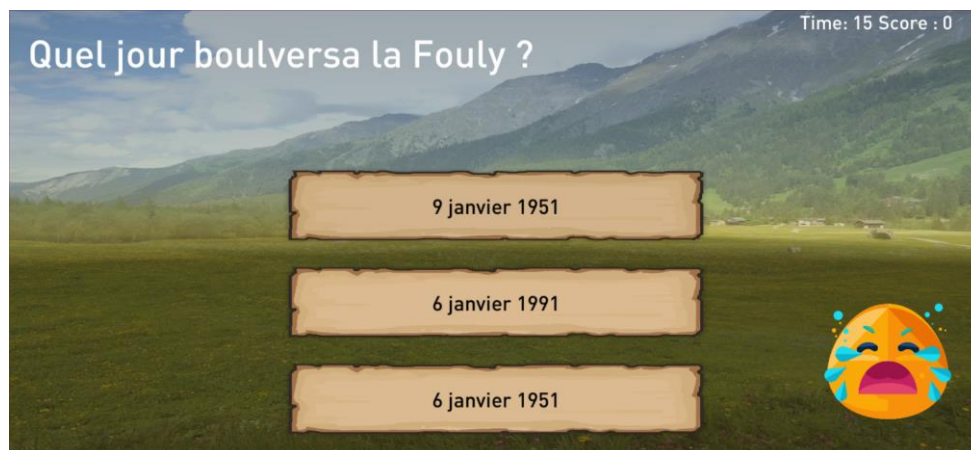 Time: 15 Score : 0
Quel jour boulversa la Fouly ?
9 janvier 1951
6 janvier 1991
6 janvier 1951